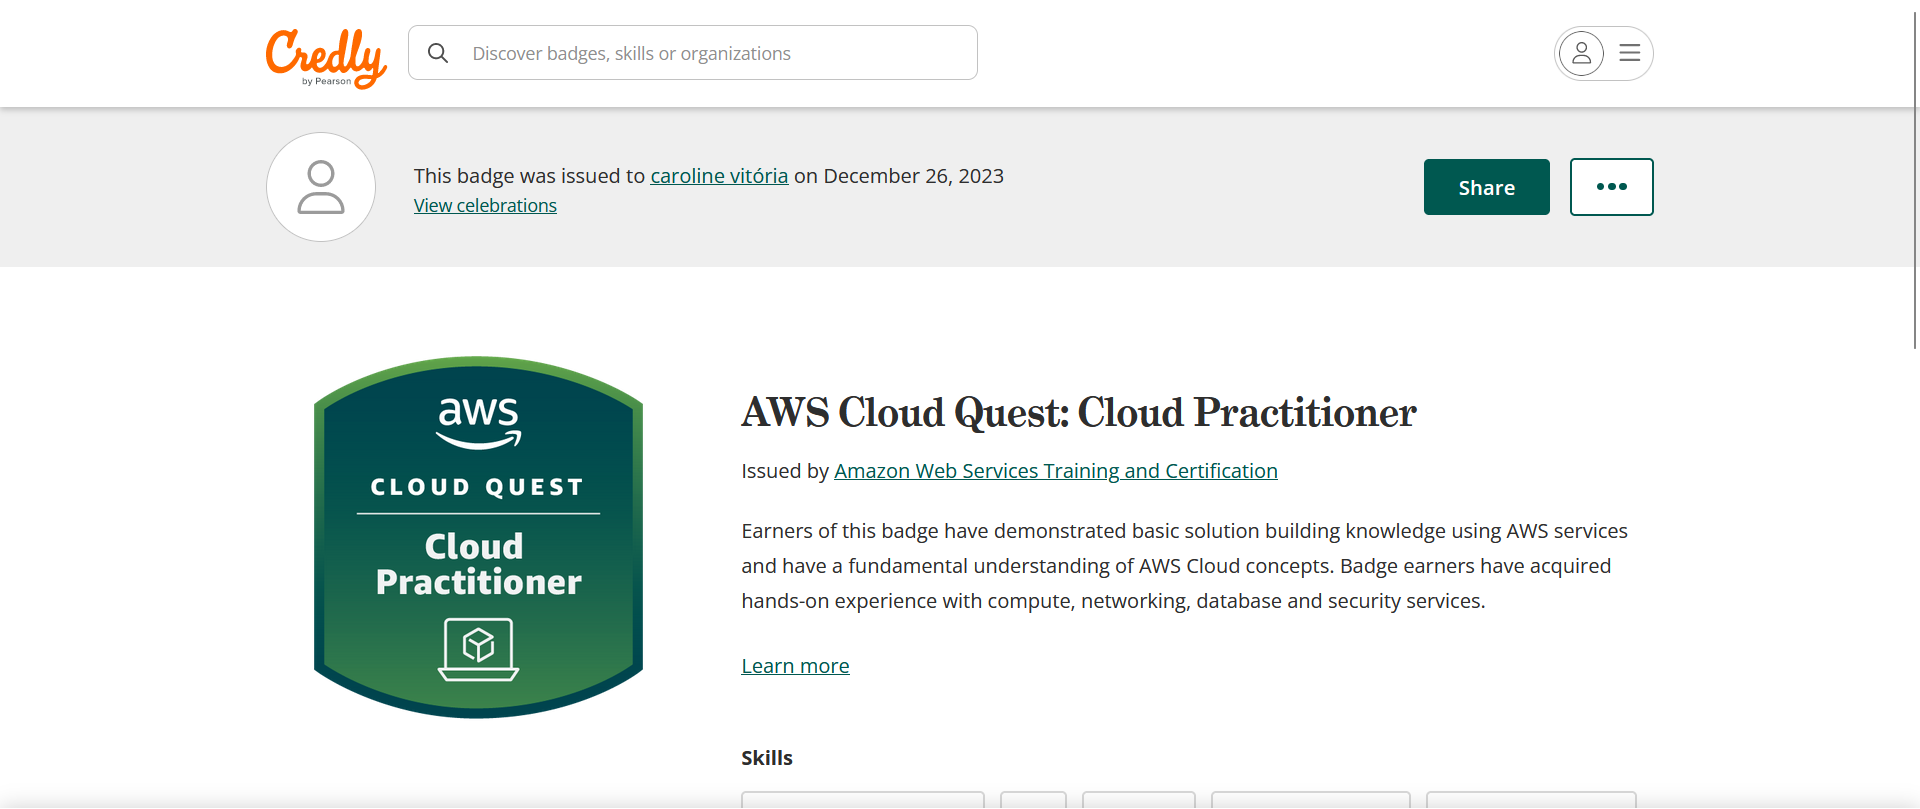 Credly
by Pearson
Discover badges, skills or organizations
This badge was issued to caroline vitória on December 26, 2023
View celebrations
Share
aws
CLOUD QUEST
Cloud
Practitioner
AWS Cloud Quest: Cloud Practitioner
Issued by Amazon Web Services Training and Certification
Earners of this badge have demonstrated basic solution building knowledge using AWS services
and have a fundamental understanding of AWS Cloud concepts. Badge earners have acquired
hands-on experience with compute, networking, database and security services.
Learn more
Skills